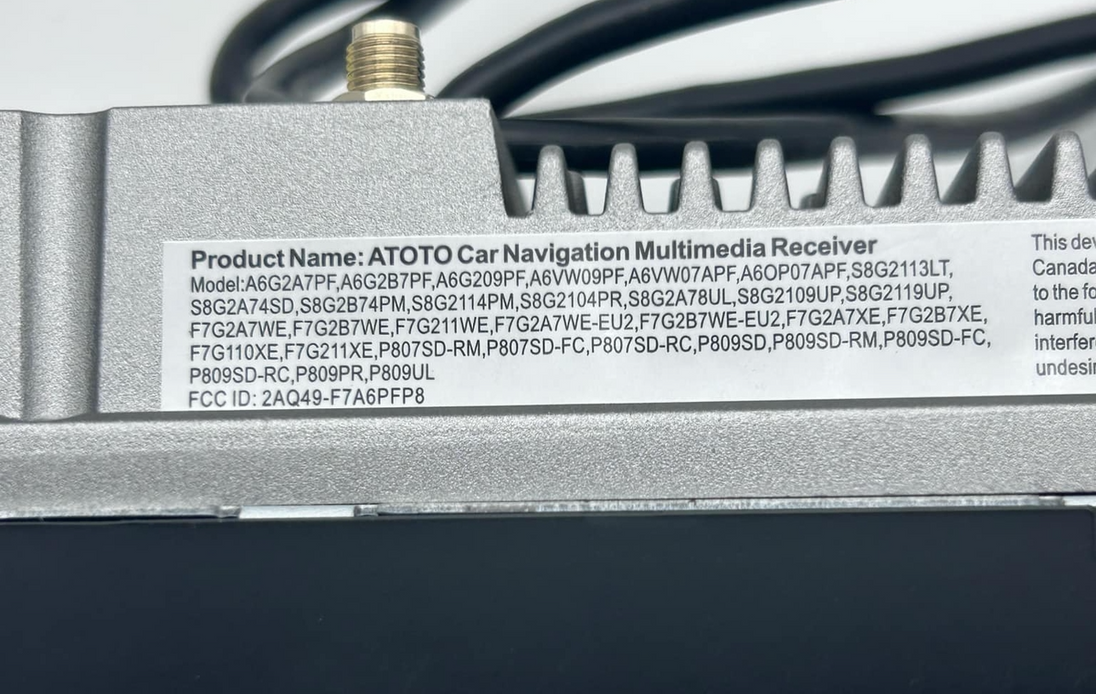 Product Name: ATOTO Car Navigation Multimedia Receiver
Model:A6G2A7PF,A6G2B7PF,A6G209PF,A6VW09PF,A6VW07APF,A6OP07APF,S8G2113LT,
S8G2A74SD,S8G2B74PM,S8G2114PM,S8G2104PR,S8G2A78UL,S8G2109UP,S8G2119UP,
F7G2A7WE,F7G2B7WE,F7G211WE,F7G2A7WE-EU2,F7G2B7WE-EU2,F7G2A7XE,F7G2B7XE,
F7G110XE,F7G211XE,P807SD-RM,P807SD-FC,P807SD-RC,P809SD,P809SD-RM,P809SD-FC,
P809SD-RC,P809PR,P809UL
FCC ID: 2AQ49-F7A6PFP8
This dev
Canada
to the fo
harmful
interfer
undesir